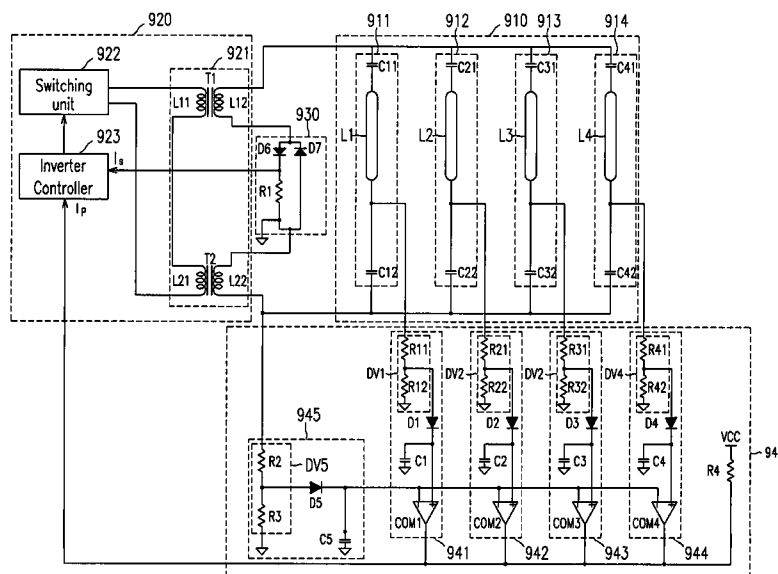 920
922
921
Switching
unit
T1
L11
L12
923
Inverter
Controller
Is
Ip
930
D6
D7
R1
T2
L21
L22
910
911
912
913
914
C11
C21
C31
C41
L1
L2
L3
L4
C12
C22
C32
C42
R11
R21
R31
R41
DV1
DV2
DV2
DV4
R12
R22
R32
R42
D1
D2
D3
D4
945
C1
C2
C3
C4
VCC
R4
94
R2
DV5
D5
R3
C5
COM1
COM2
COM3
COM4
941
942
943
944